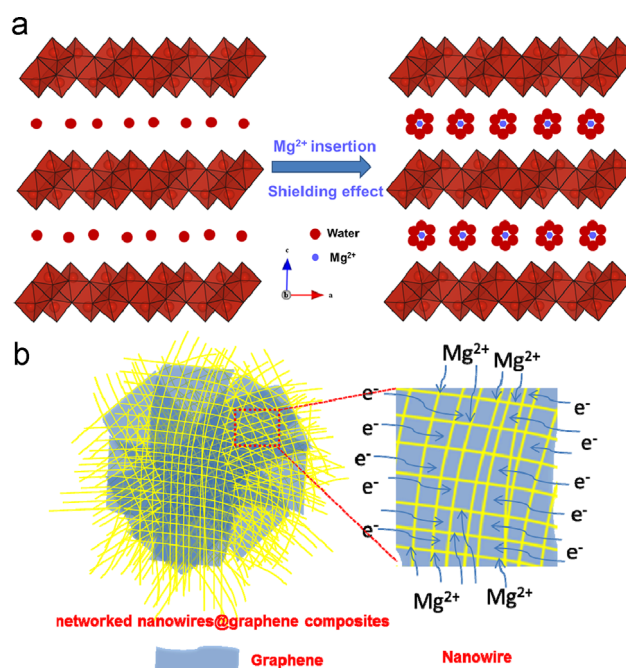 a
Mg2+ insertion
Shielding effect
Water
Mg2+
c
b
a
b
Mg2+ Mg2+
e-
e-
e-
e-
e-
e-
e-
e-
e-
e-
e-
Mg2+ Mg2+
networked nanowires@graphene composites
Graphene
Nanowire